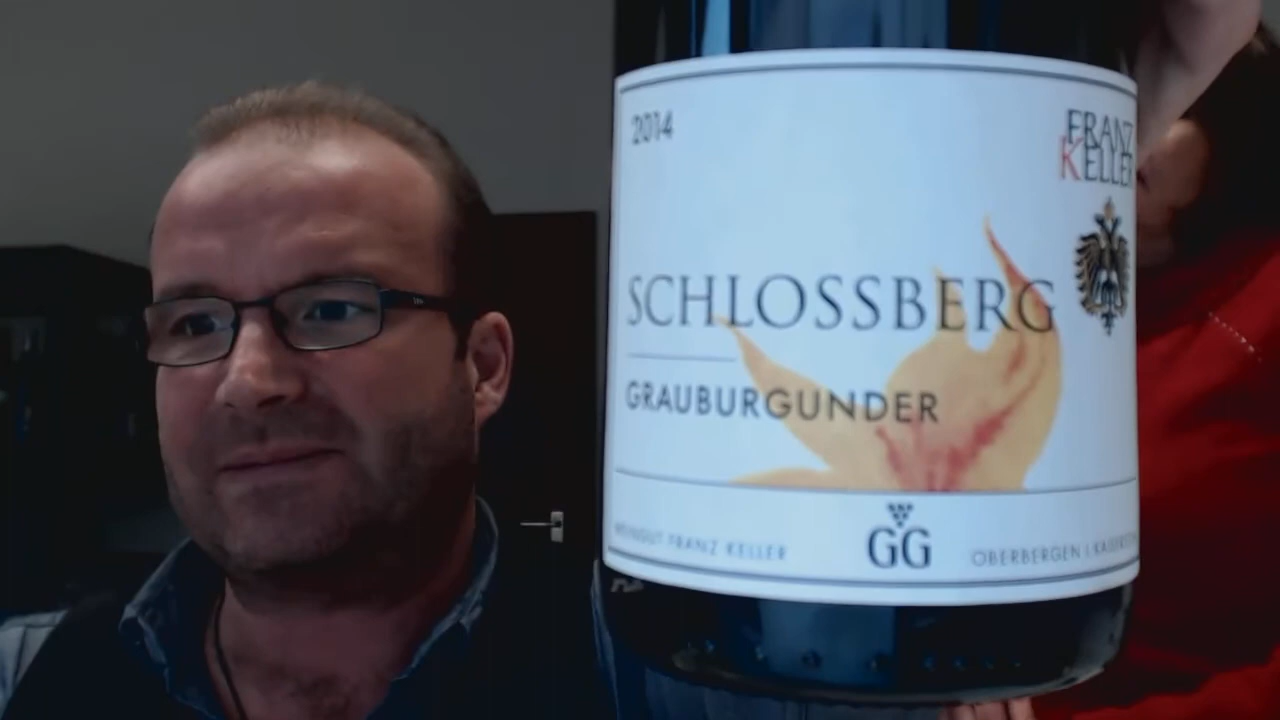 2014
FRANZ
KELLER
SCHLOSSBERG
GRAUBURGUNDER
WEINGUT FRANZ KELLER
GG
OBERBERGEN |